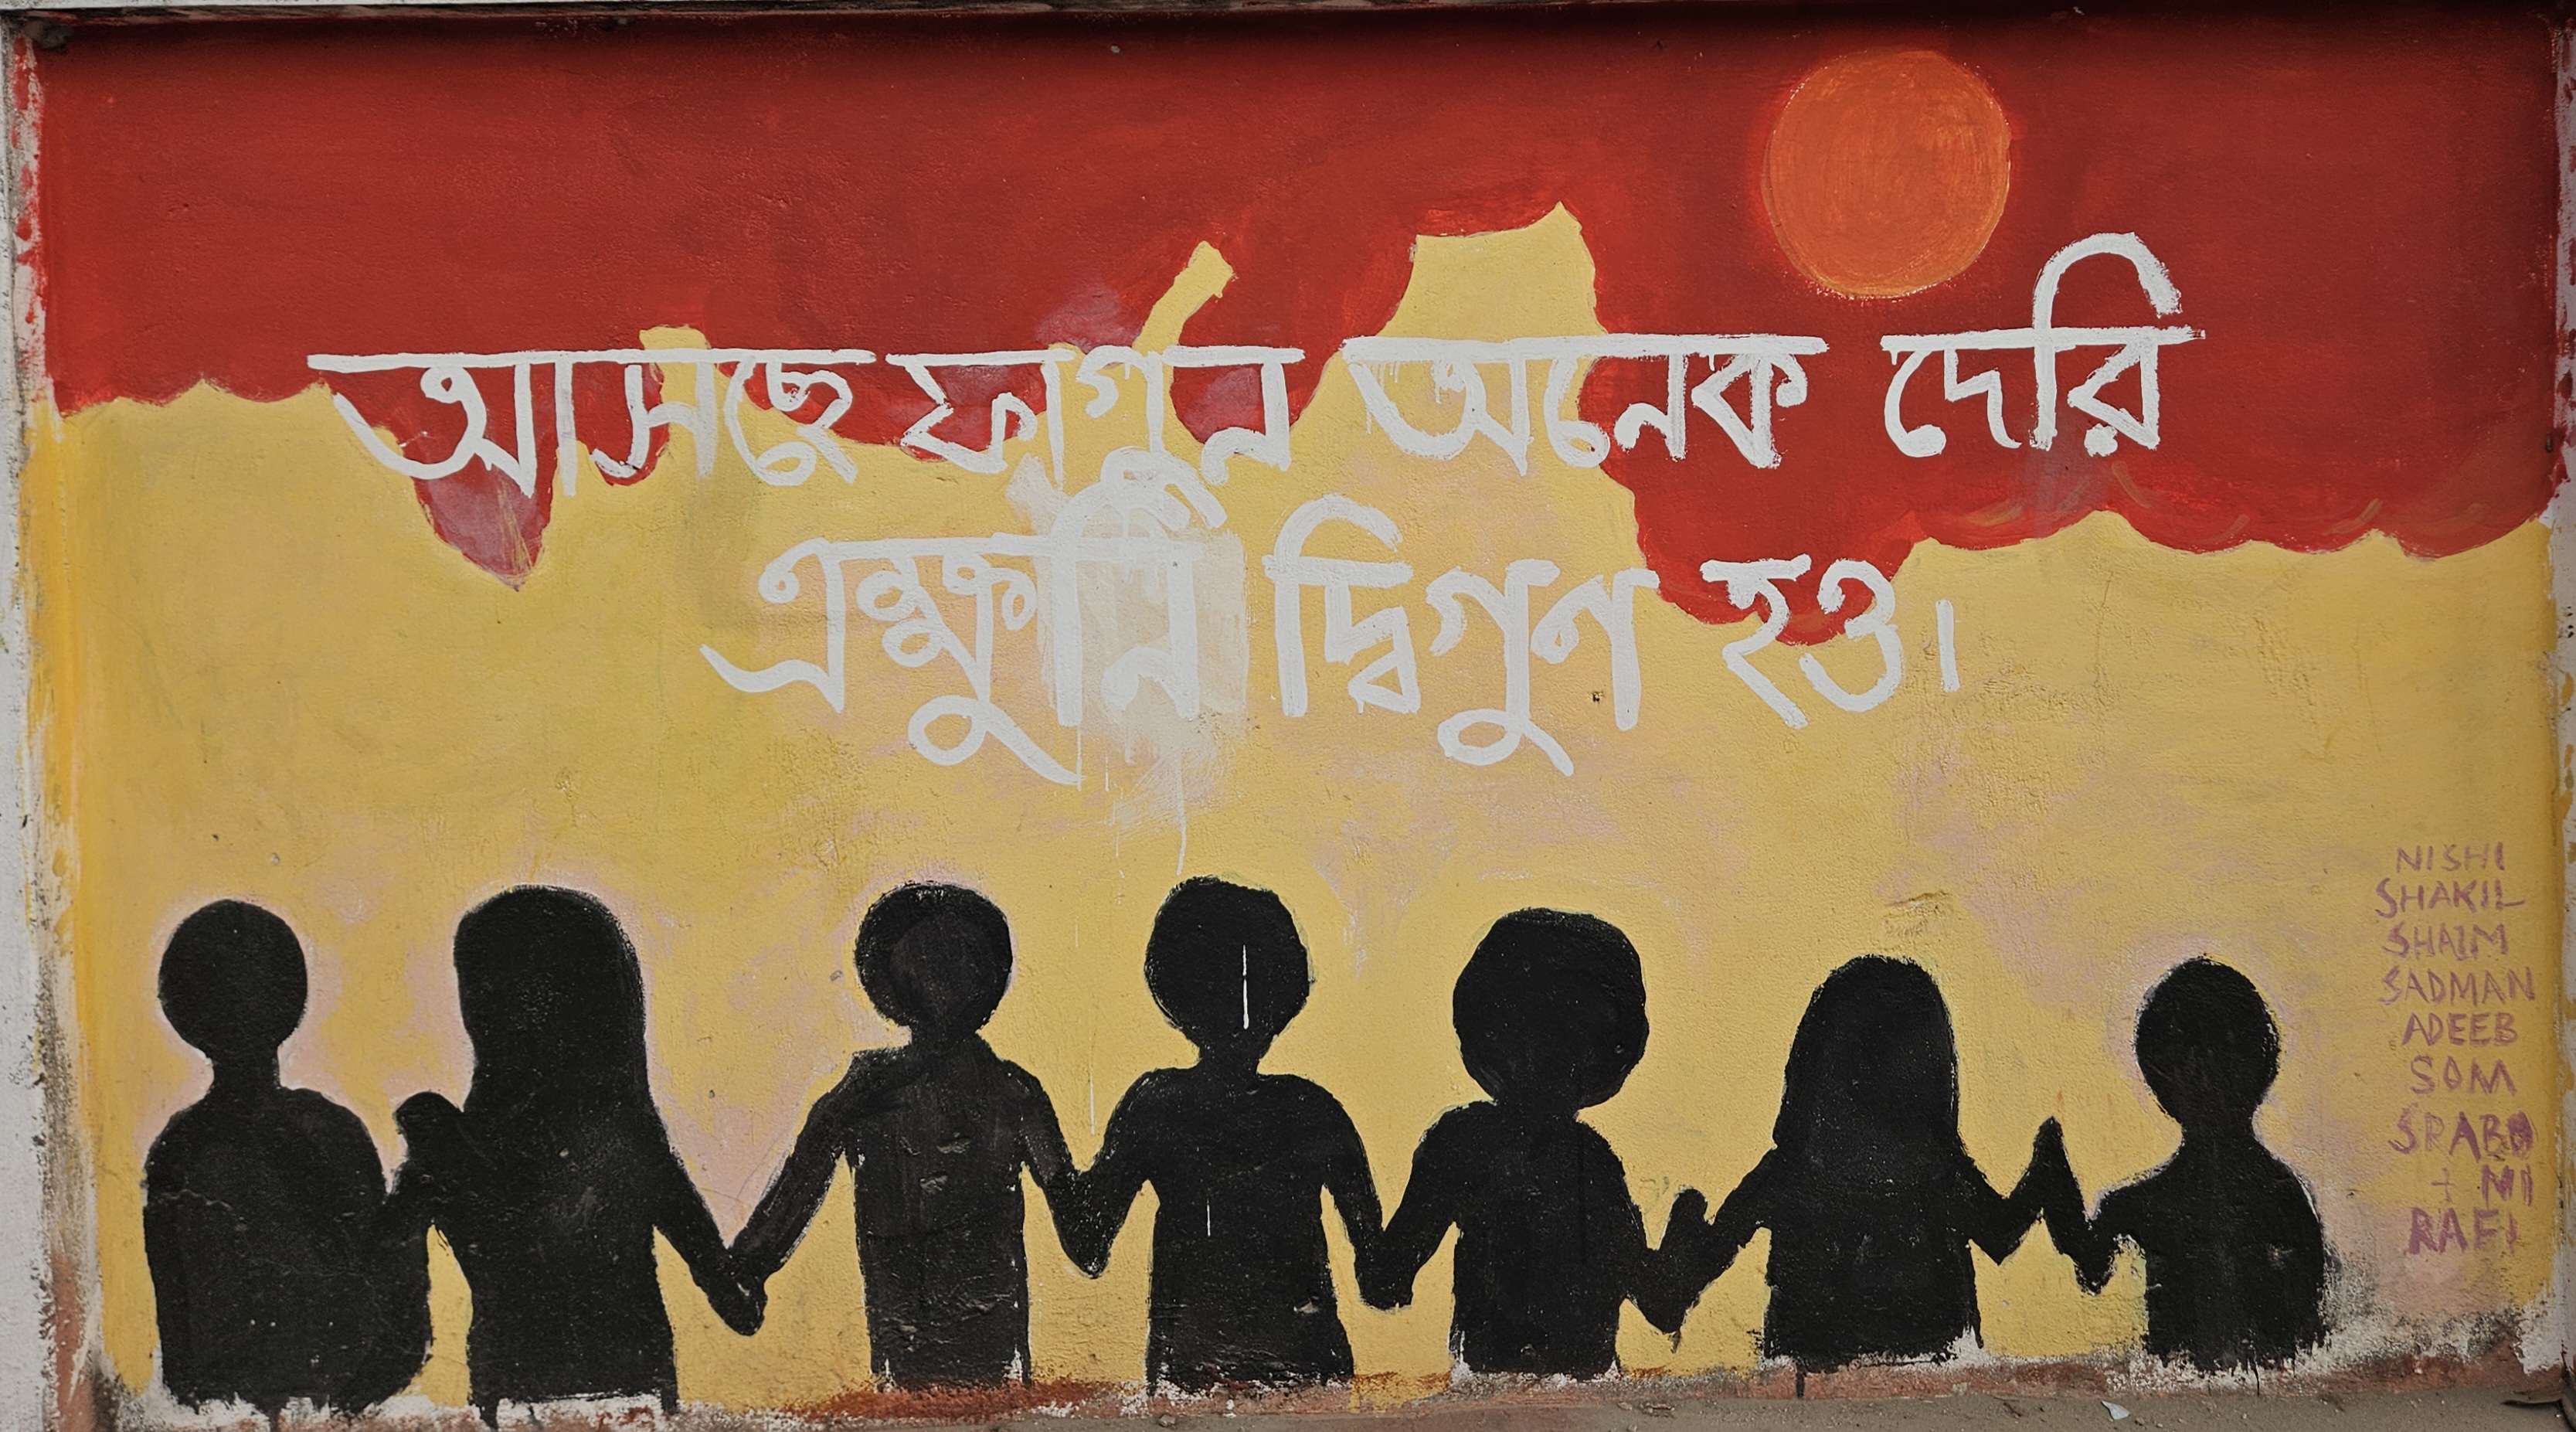 আসছে ফাগুন অনেক দেরি
এক্ষুনি দ্বিগুণ হও।
NISHI
SHAKIL
SHAIM
SADMAN
ADEEB
SOM
SRABO
+ NI
RAFI